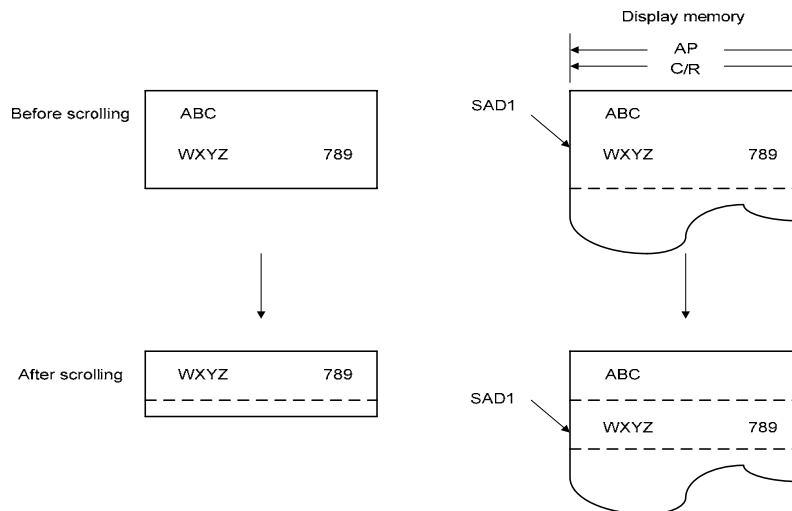 Display memory
AP
C/R
Before scrolling
ABC
WXYZ 789
SAD1
ABC
WXYZ 789
After scrolling
WXYZ 789
SAD1
ABC
WXYZ 789